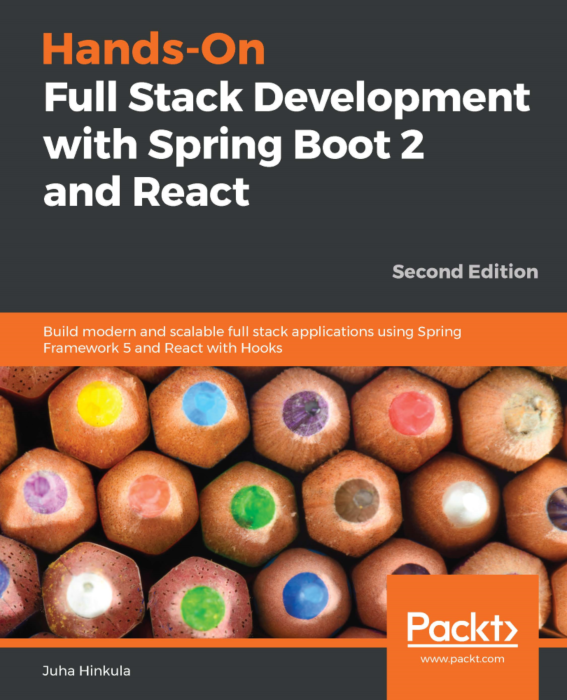 Hands-On
Full Stack Development
with Spring Boot 2
and React
Second Edition
Build modern and scalable full stack applications using Spring
Framework 5 and React with Hooks
Packt>
www.packt.com
Juha Hinkula